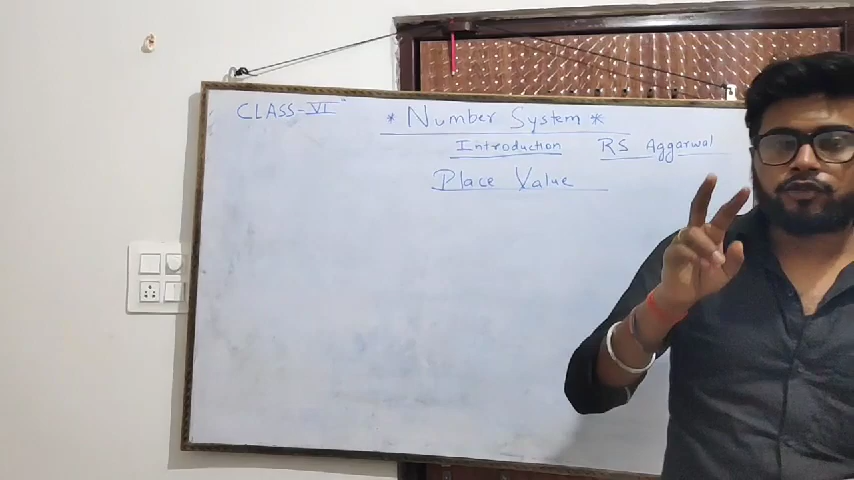 CLASS-VI
* Number System *
Introduction RS Aggarwal
Place Value